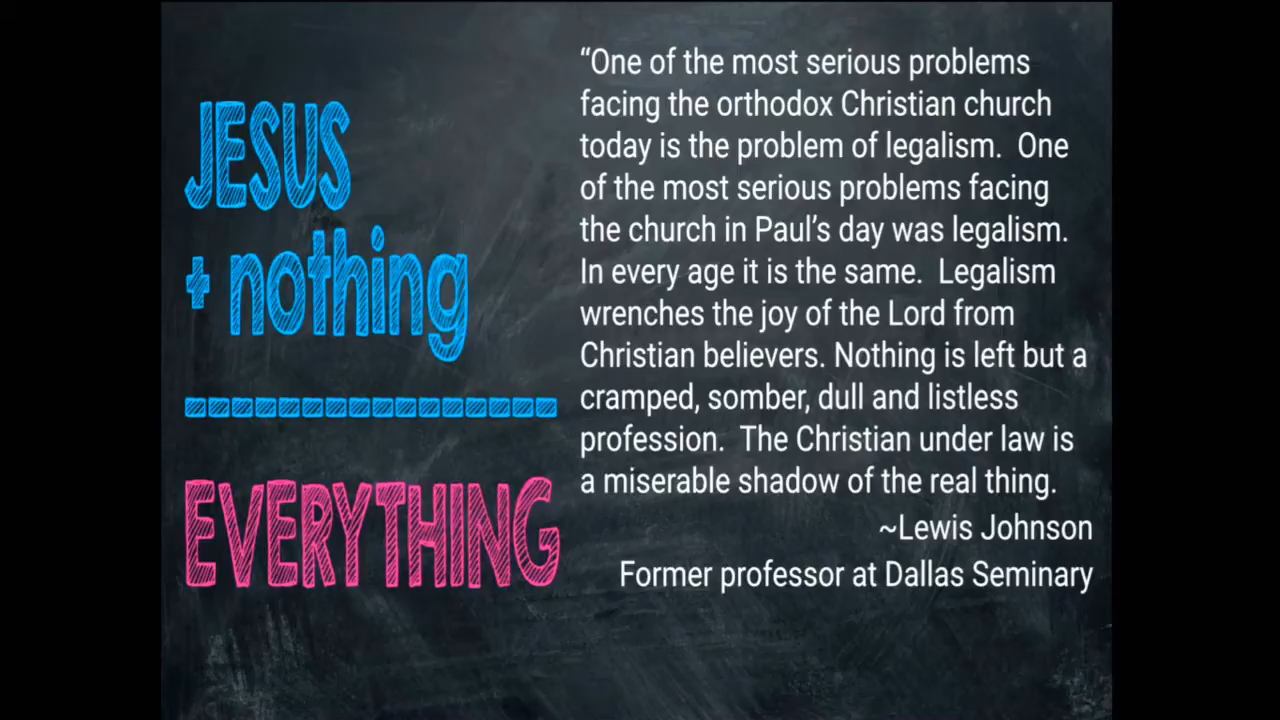 JESUS
+ nothing
----------------
EVERYTHING
“One of the most serious problems
facing the orthodox Christian church
today is the problem of legalism.  One
of the most serious problems facing
the church in Paul’s day was legalism.
In every age it is the same.  Legalism
wrenches the joy of the Lord from
Christian believers. Nothing is left but a
cramped, somber, dull and listless
profession.  The Christian under law is
a miserable shadow of the real thing.
~Lewis Johnson
Former professor at Dallas Seminary